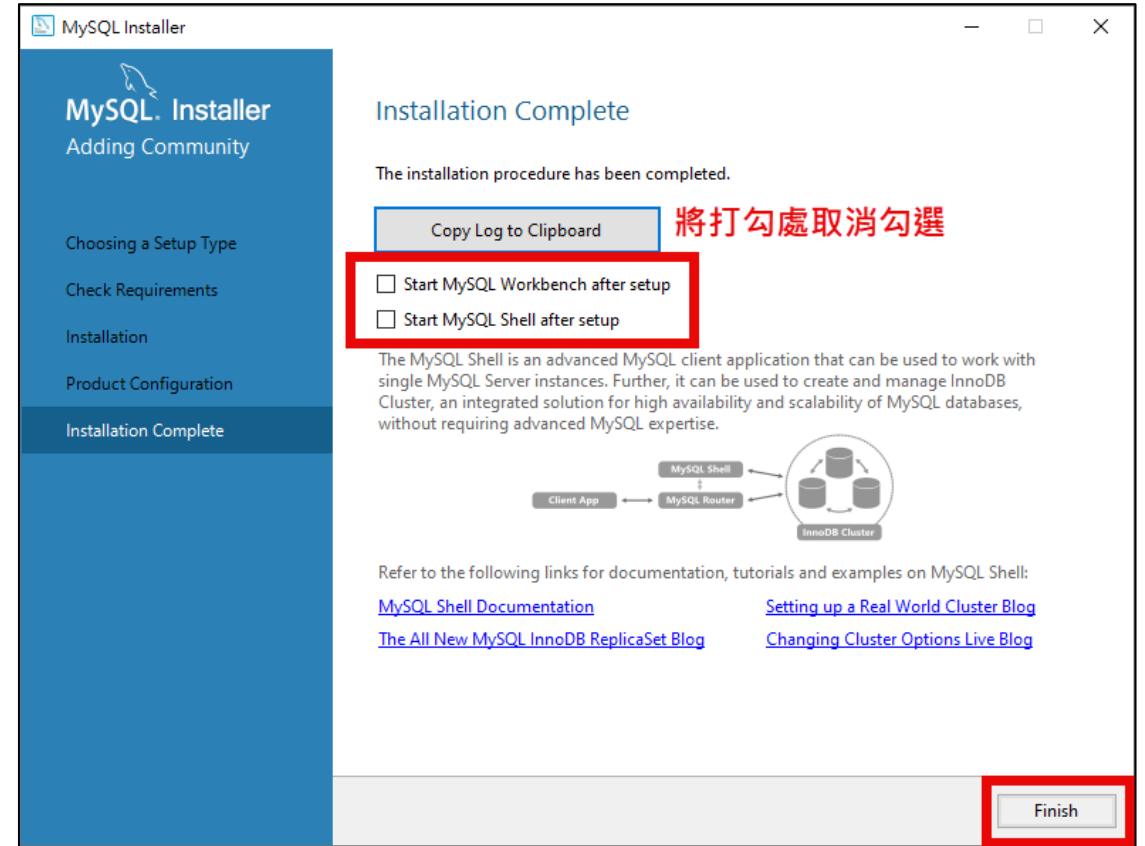 MySQL Installer
MySQL. Installer
Adding Community
Choosing a Setup Type
Check Requirements
Installation
Product Configuration
Installation Complete
Installation Complete
The installation procedure has been completed.
Copy Log to Clipboard
將打勾處取消勾選
Start MySQL Workbench after setup
Start MySQL Shell after setup
The MySQL Shell is an advanced MySQL client application that can be used to work with
single MySQL Server instances. Further, it can be used to create and manage InnoDB
Cluster, an integrated solution for high availability and scalability of MySQL databases,
without requiring advanced MySQL expertise.
MySQL Shell
Client App
MySQL Router
InnoDB Cluster
Refer to the following links for documentation, tutorials and examples on MySQL Shell:
MySQL Shell Documentation
Setting up a Real World Cluster Blog
The All New MySQL InnoDB ReplicaSet Blog
Changing Cluster Options Live Blog
Finish